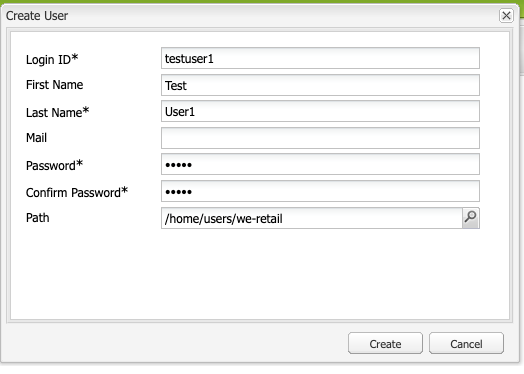 Create User
Login ID* testuser1
First Name Test
Last Name* User1
Mail
Password* •••••
Confirm Password* •••••
Path /home/users/we-retail
Create Cancel